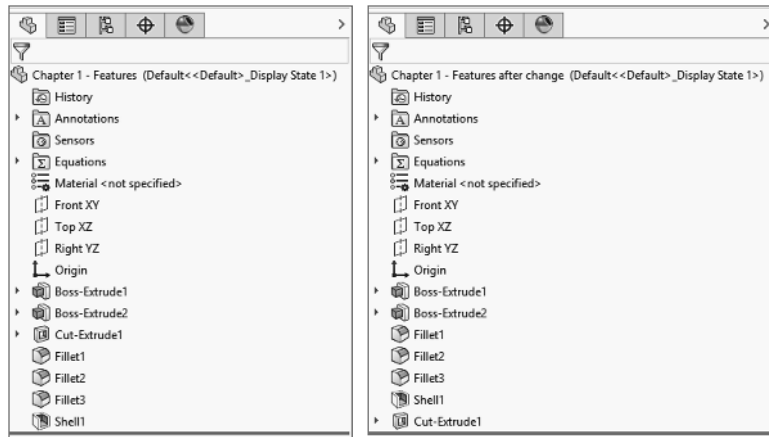 Chapter 1 - Features (Default<<Default>_Display State 1>)
History
Annotations
Sensors
Equations
Material <not specified>
Front XY
Top XZ
Right YZ
Origin
Boss-Extrude1
Boss-Extrude2
Cut-Extrude1
Fillet1
Fillet2
Fillet3
Shell1
Chapter 1 - Features after change (Default<<Default>_Display State 1>)
History
Annotations
Sensors
Equations
Material <not specified>
Front XY
Top XZ
Right YZ
Origin
Boss-Extrude1
Boss-Extrude2
Fillet1
Fillet2
Fillet3
Shell1
Cut-Extrude1